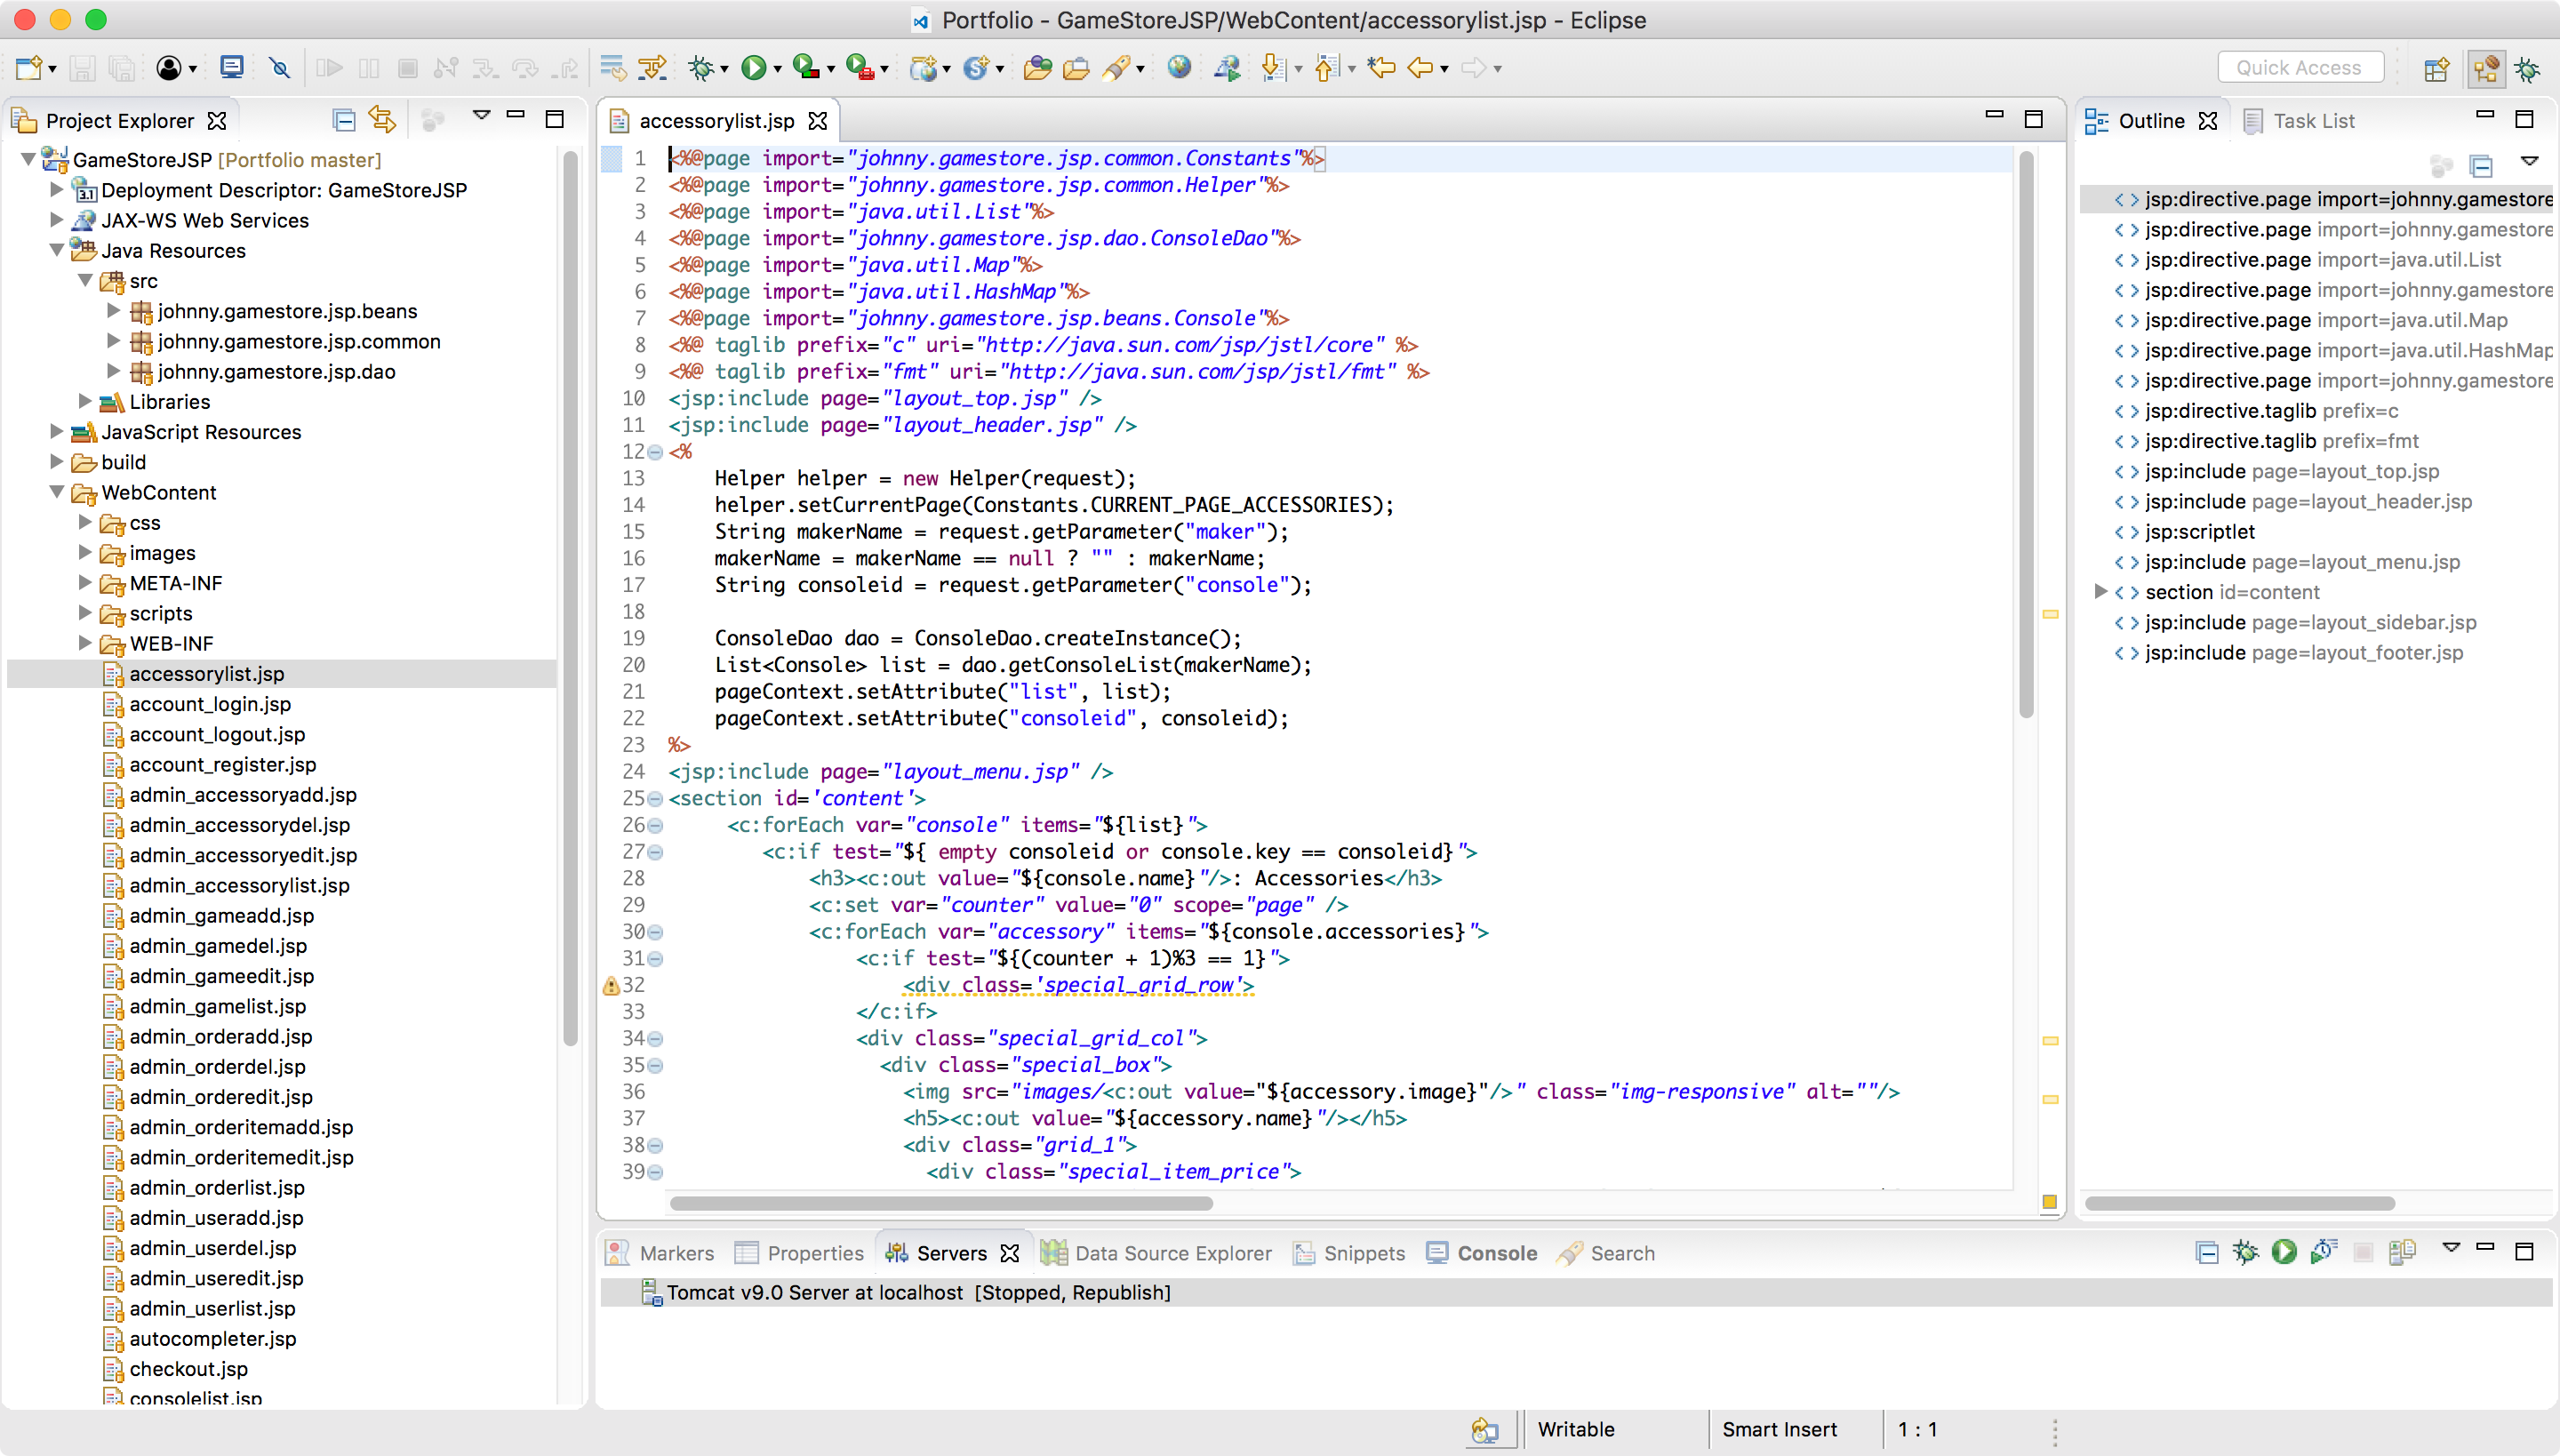 Portfolio - GameStoreJSP/WebContent/accessorylist.jsp - Eclipse
Quick Access
Project Explorer
GameStoreJSP [Portfolio master]
3.1 Deployment Descriptor: GameStoreJSP
JAX-WS Web Services
Java Resources
src
johnny.gamestore.jsp.beans
johnny.gamestore.jsp.common
johnny.gamestore.jsp.dao
Libraries
JavaScript Resources
build
WebContent
css
images
META-INF
scripts
WEB-INF
accessorylist.jsp
account_login.jsp
account_logout.jsp
account_register.jsp
admin_accessoryadd.jsp
admin_accessorydel.jsp
admin_accessoryedit.jsp
admin_accessorylist.jsp
admin_gameadd.jsp
admin_gamedel.jsp
admin_gameedit.jsp
admin_gamelist.jsp
admin_orderadd.jsp
admin_orderdel.jsp
admin_orderedit.jsp
admin_orderitemadd.jsp
admin_orderitemedit.jsp
admin_orderlist.jsp
admin_useradd.jsp
admin_userdel.jsp
admin_useredit.jsp
admin_userlist.jsp
autocompleter.jsp
checkout.jsp
consolelist.jsp
accessorylist.jsp
1 <%@page import="johnny.gamestore.jsp.common.Constants"%>
2 <%@page import="johnny.gamestore.jsp.common.Helper"%>
3 <%@page import="java.util.List"%>
4 <%@page import="johnny.gamestore.jsp.dao.ConsoleDao"%>
5 <%@page import="java.util.Map"%>
6 <%@page import="java.util.HashMap"%>
7 <%@page import="johnny.gamestore.jsp.beans.Console"%>
8 <%@ taglib prefix="c" uri="http://java.sun.com/jsp/jstl/core" %>
9 <%@ taglib prefix="fmt" uri="http://java.sun.com/jsp/jstl/fmt" %>
10 <jsp:include page="layout_top.jsp" />
11 <jsp:include page="layout_header.jsp" />
12 <%
13 Helper helper = new Helper(request);
14 helper.setCurrentPage(Constants.CURRENT_PAGE_ACCESSORIES);
15 String makerName = request.getParameter("maker");
16 makerName = makerName == null ? "" : makerName;
17 String consoleid = request.getParameter("console");
18
19 ConsoleDao dao = ConsoleDao.createInstance();
20 List<Console> list = dao.getConsoleList(makerName);
21 pageContext.setAttribute("list", list);
22 pageContext.setAttribute("consoleid", consoleid);
23 %>
24 <jsp:include page="layout_menu.jsp" />
25 <section id='content'>
26 <c:forEach var="console" items="${list}">
27 <c:if test="${ empty consoleid or console.key == consoleid}">
28 <h3><c:out value="${console.name}"/>: Accessories</h3>
29 <c:set var="counter" value="0" scope="page" />
30 <c:forEach var="accessory" items="${console.accessories}">
31 <c:if test="${(counter + 1)%3 == 1}">
32 <div class='special_grid_row'>
33 </c:if>
34 <div class="special_grid_col">
35 <div class="special_box">
36 <img src="images/<c:out value="${accessory.image}"/>" class="img-responsive" alt=""/>
37 <h5><c:out value="${accessory.name}"/></h5>
38 <div class="grid_1">
39 <div class="special_item_price">
Outline
Task List
jsp:directive.page import=johnny.gamestore
jsp:directive.page import=johnny.gamestore
jsp:directive.page import=java.util.List
jsp:directive.page import=johnny.gamestore
jsp:directive.page import=java.util.Map
jsp:directive.page import=java.util.HashMap
jsp:directive.page import=johnny.gamestore
jsp:directive.taglib prefix=c
jsp:directive.taglib prefix=fmt
jsp:include page=layout_top.jsp
jsp:include page=layout_header.jsp
jsp:scriptlet
jsp:include page=layout_menu.jsp
section id=content
jsp:include page=layout_sidebar.jsp
jsp:include page=layout_footer.jsp
Markers Properties Servers Data Source Explorer Snippets Console Search
Tomcat v9.0 Server at localhost [Stopped, Republish]
Writable Smart Insert 1 : 1